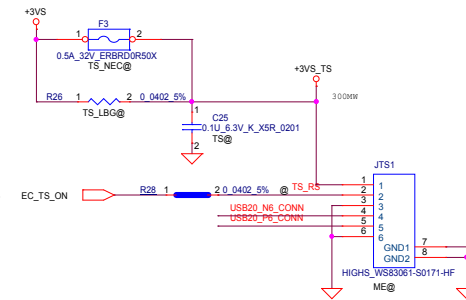 +3VS
F3
1
2
0.5A_32V_ERBRD0R50X
TS_NEC@
+3VS_TS
R26
1
2
0_0402_5%
300MW
TS_LBG@
1
C25
0.1U_6.3V_K_X5R_0201
TS@
2
JTS1
EC_TS_ON
R28
1
2
0_0402_5%
@
TS_RS
USB20_N6_CONN
USB20_P6_CONN
1
1
2
2
3
3
4
4
5
5
6
6
GND1
7
GND2
8
HIGHS_WS83061-S0171-HF
ME@